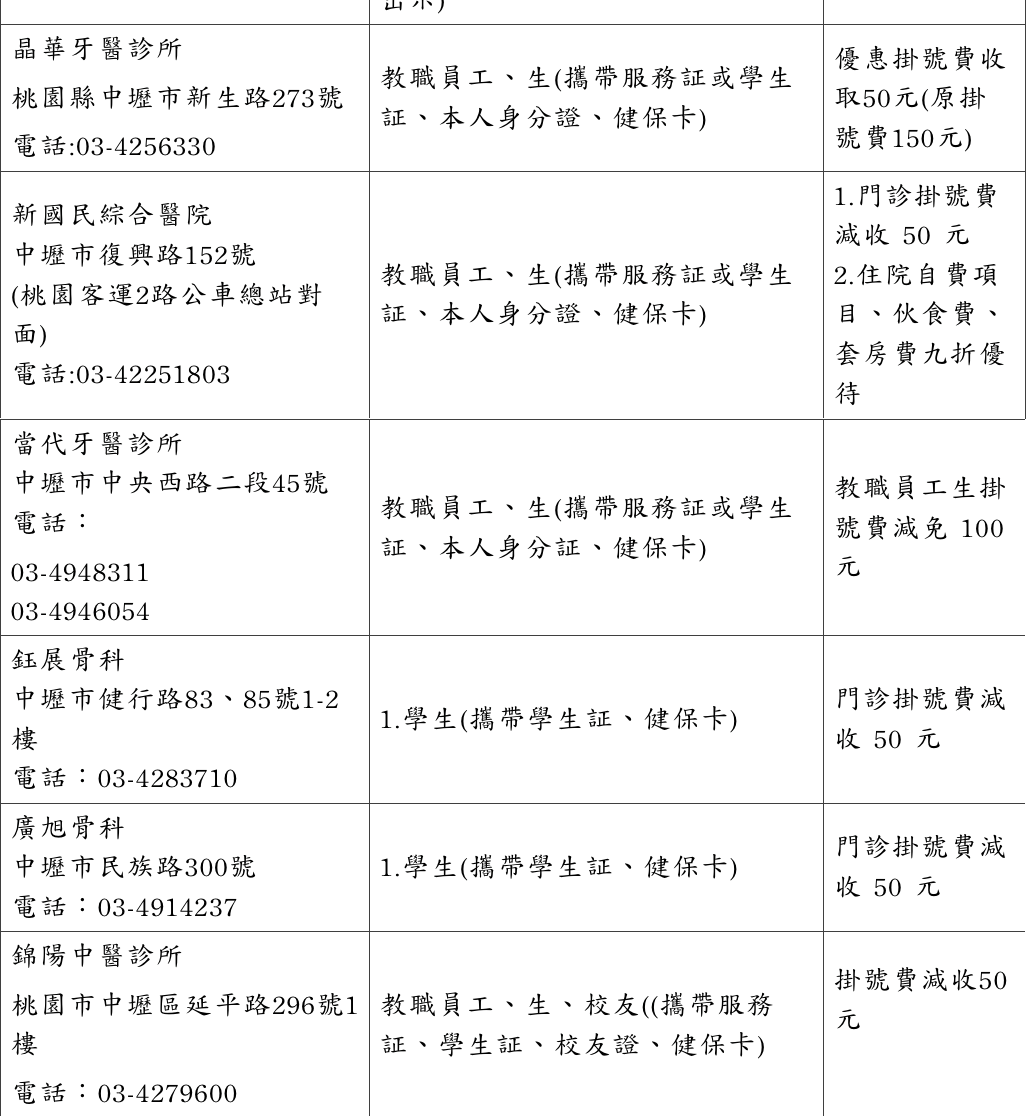 出示)
晶華牙醫診所
桃園縣中壢市新生路273號
電話:03-4256330
教職員工、生(攜帶服務証或學生
証、本人身分證、健保卡)
優惠掛號費收
取50元(原掛
號費150元)
新國民綜合醫院
中壢市復興路152號
(桃園客運2路公車總站對
面)
電話:03-42251803
教職員工、生(攜帶服務証或學生
証、本人身分證、健保卡)
1.門診掛號費
減收 50 元
2.住院自費項
目、伙食費、
套房費九折優
待
當代牙醫診所
中壢市中央西路二段45號
電話：
03-4948311
03-4946054
教職員工、生(攜帶服務証或學生
証、本人身分証、健保卡)
教職員工生掛
號費減免 100
元
鈺展骨科
中壢市健行路83、85號1-2
樓
電話：03-4283710
1.學生(攜帶學生証、健保卡)
門診掛號費減
收 50 元
廣旭骨科
中壢市民族路300號
電話：03-4914237
1.學生(攜帶學生証、健保卡)
門診掛號費減
收 50 元
錦陽中醫診所
桃園市中壢區延平路296號1
樓
電話：03-4279600
教職員工、生、校友((攜帶服務
証、學生証、校友證、健保卡)
掛號費減收50
元